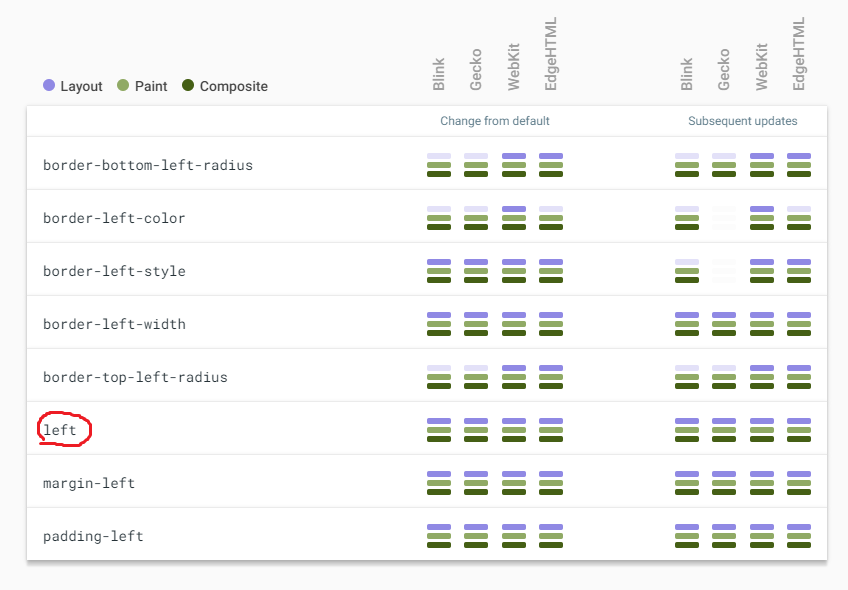 Blink Gecko WebKit EdgeHTML Blink Gecko WebKit EdgeHTML
Layout Paint Composite
Change from default Subsequent updates
border-bottom-left-radius
border-left-color
border-left-style
border-left-width
border-top-left-radius
left
margin-left
padding-left